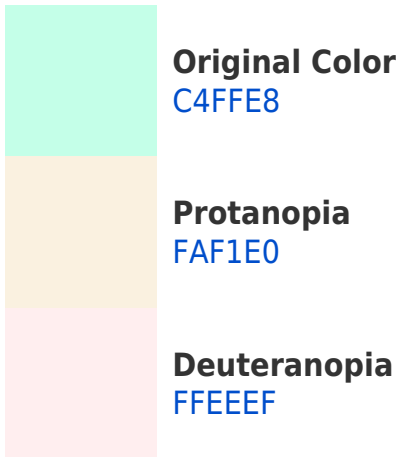 Original Color
C4FFE8
Protanopia
FAF1E0
Deuteranopia
FFEEEF